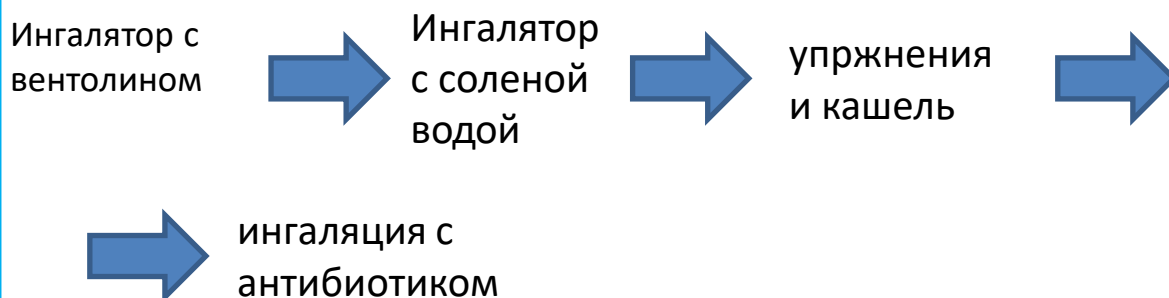 Ингалятор с
вентолином
Ингалятор
с соленой
водой
упржнения
и кашель
ингаляция с
антибиотиком